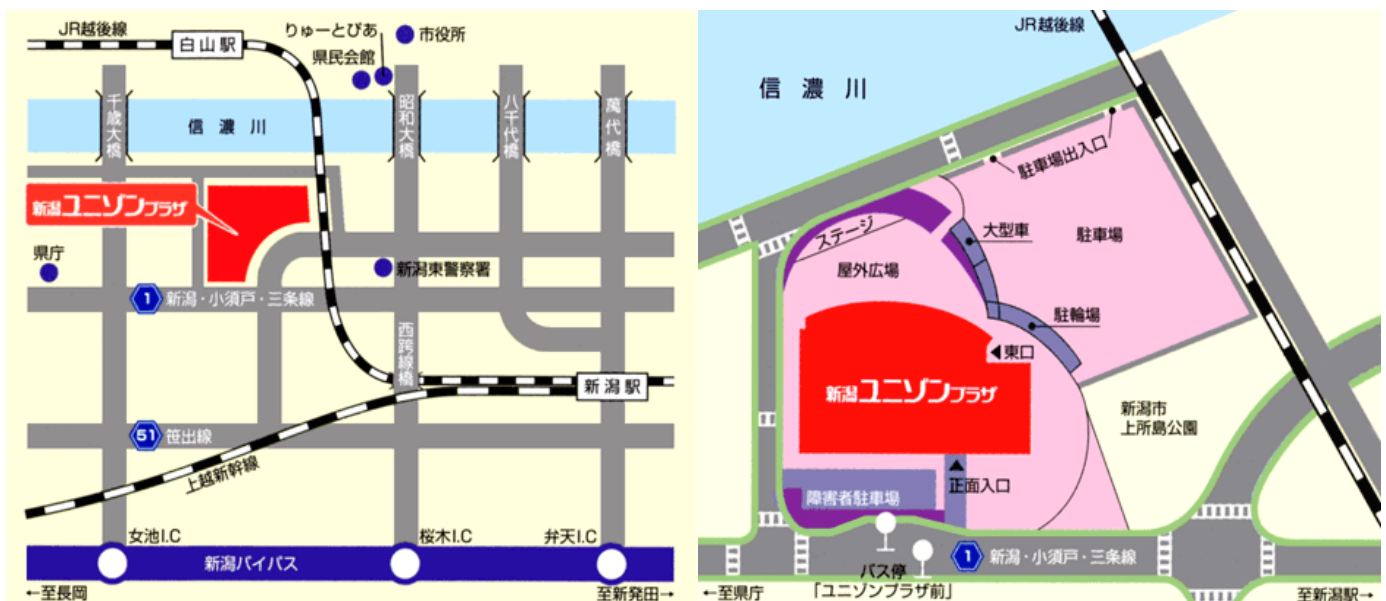 JR越後線
白山駅
りゅーとぴあ
県民会館
市役所
千歳大橋
信濃川
昭和大橋
八千代橋
萬代橋
新潟ユニゾンプラザ
県庁
新潟東警察署
1 新潟・小須戸・三条線
西跨線橋
新潟駅
51 笹出線
上越新幹線
女池I.C
桜木I.C
弁天I.C
新潟バイパス
←至長岡
至新発田→
JR越後線
信濃川
駐車場出入口
ステージ
大型車
駐車場
屋外広場
駐輪場
◀東口
新潟ユニゾンプラザ
新潟市
上所島公園
▲
正面入口
障害者駐車場
1 新潟・小須戸・三条線
バス停
「ユニゾンプラザ前」
←至県庁
至新潟駅→